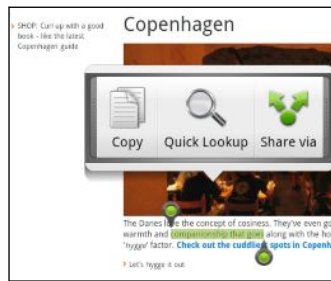 SHOP: Curl up with a good
book - like the latest
Copenhagen guide
Copenhagen
Copy
Quick Lookup
Share via
The Danes love the concept of cosiness. They've even go
warmth and companionship that goes along with the ho
'hygge' factor. Check out the cuddliest spots in Copenh
Let's hygge it out